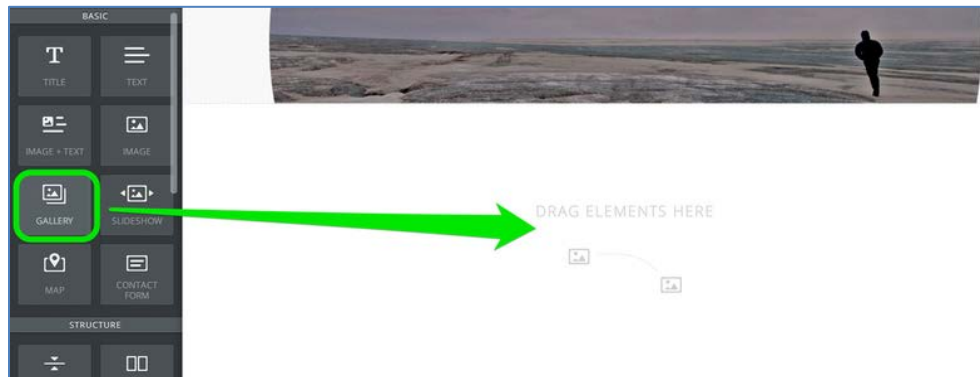 BASIC
TITLE
TEXT
IMAGE + TEXT
IMAGE
GALLERY
SLIDESHOW
MAP
CONTACT
FORM
STRUCTURE
DRAG ELEMENTS HERE